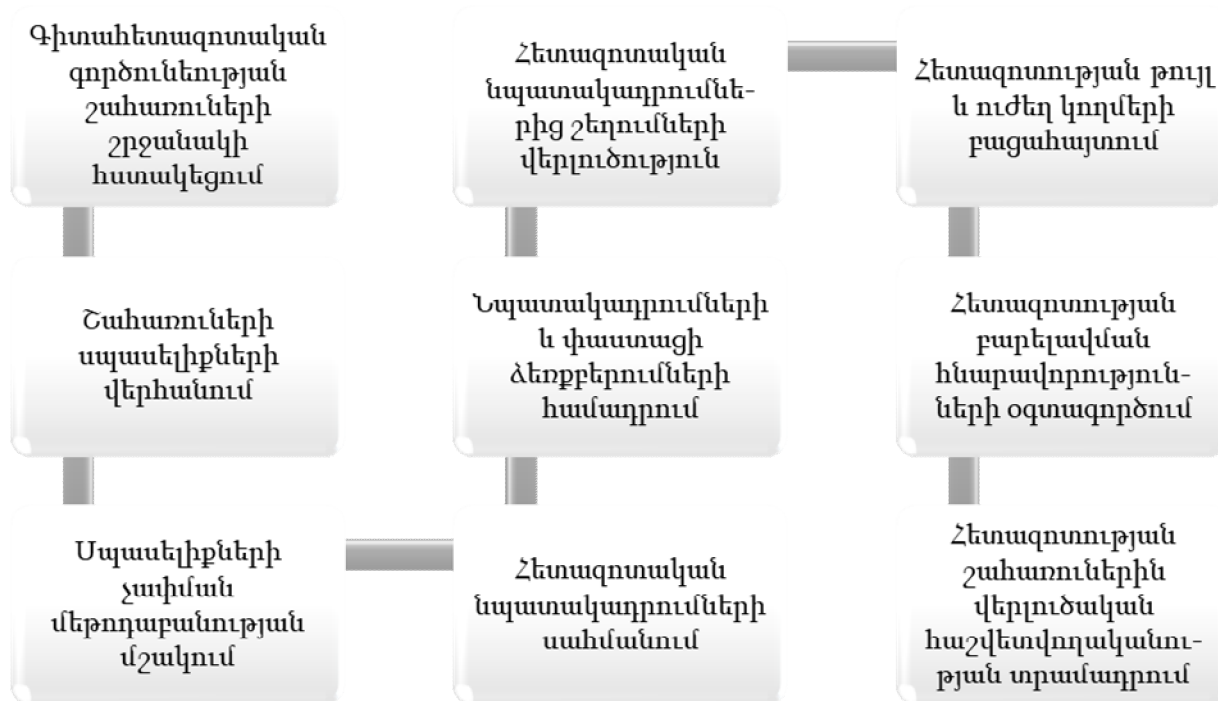 Գիտահետազոտական
գործունեության
շահառուների
շրջանակի
հստակեցում
Շահառուների
սպասելիքների
վերհանում
Սպասելիքների
չափման
մեթոդաբանության
մշակում
Հետազոտական
նպատակադրումների
սահմանում
Նպատակադրումների
և փաստացի
ձեռքբերումների
համադրում
Հետազոտական
նպատակադրումնե-
րից շեղումների
վերլուծություն
Հետազոտության թույլ
և ուժեղ կողմերի
բացահայտում
Հետազոտության
բարելավման
հնարավորություն-
ների օգտագործում
Հետազոտության
շահառուներին
վերլուծական
հաշվետվողականու-
թյան տրամադրում